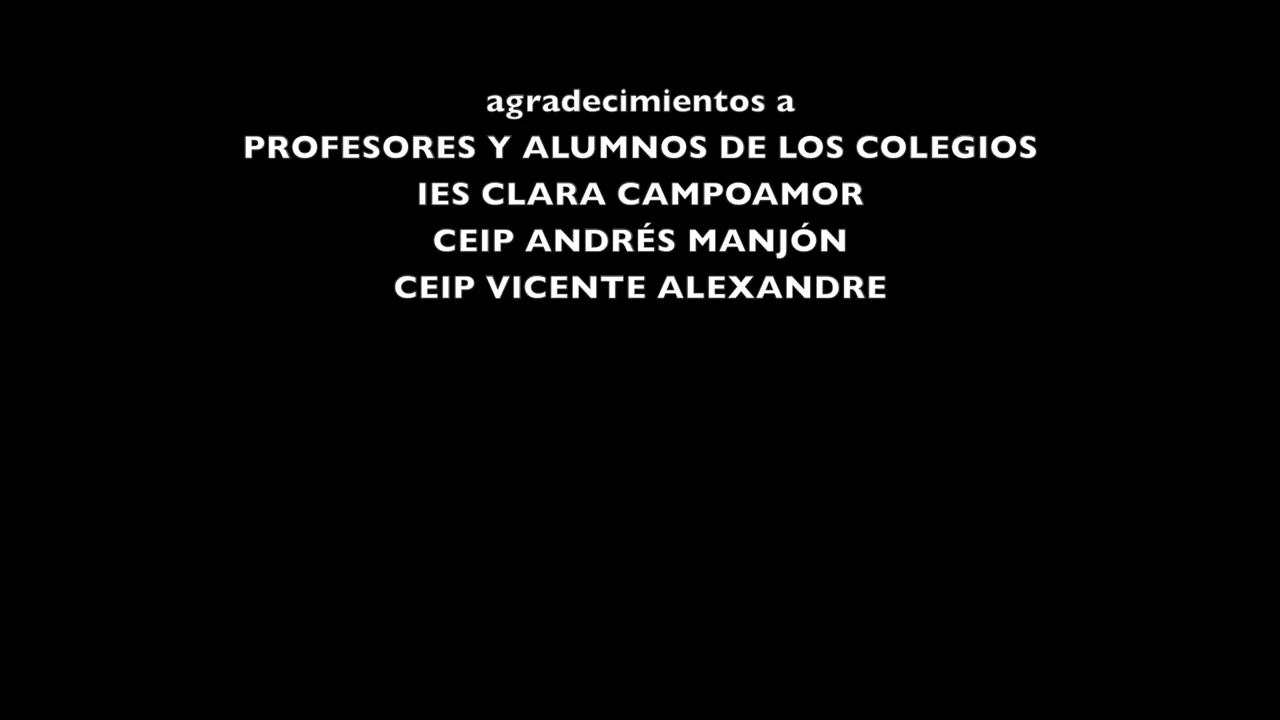 agradecimientos a
PROFESORES Y ALUMNOS DE LOS COLEGIOS
IES CLARA CAMPOAMOR
CEIP ANDRÉS MANJÓN
CEIP VICENTE ALEXANDRE